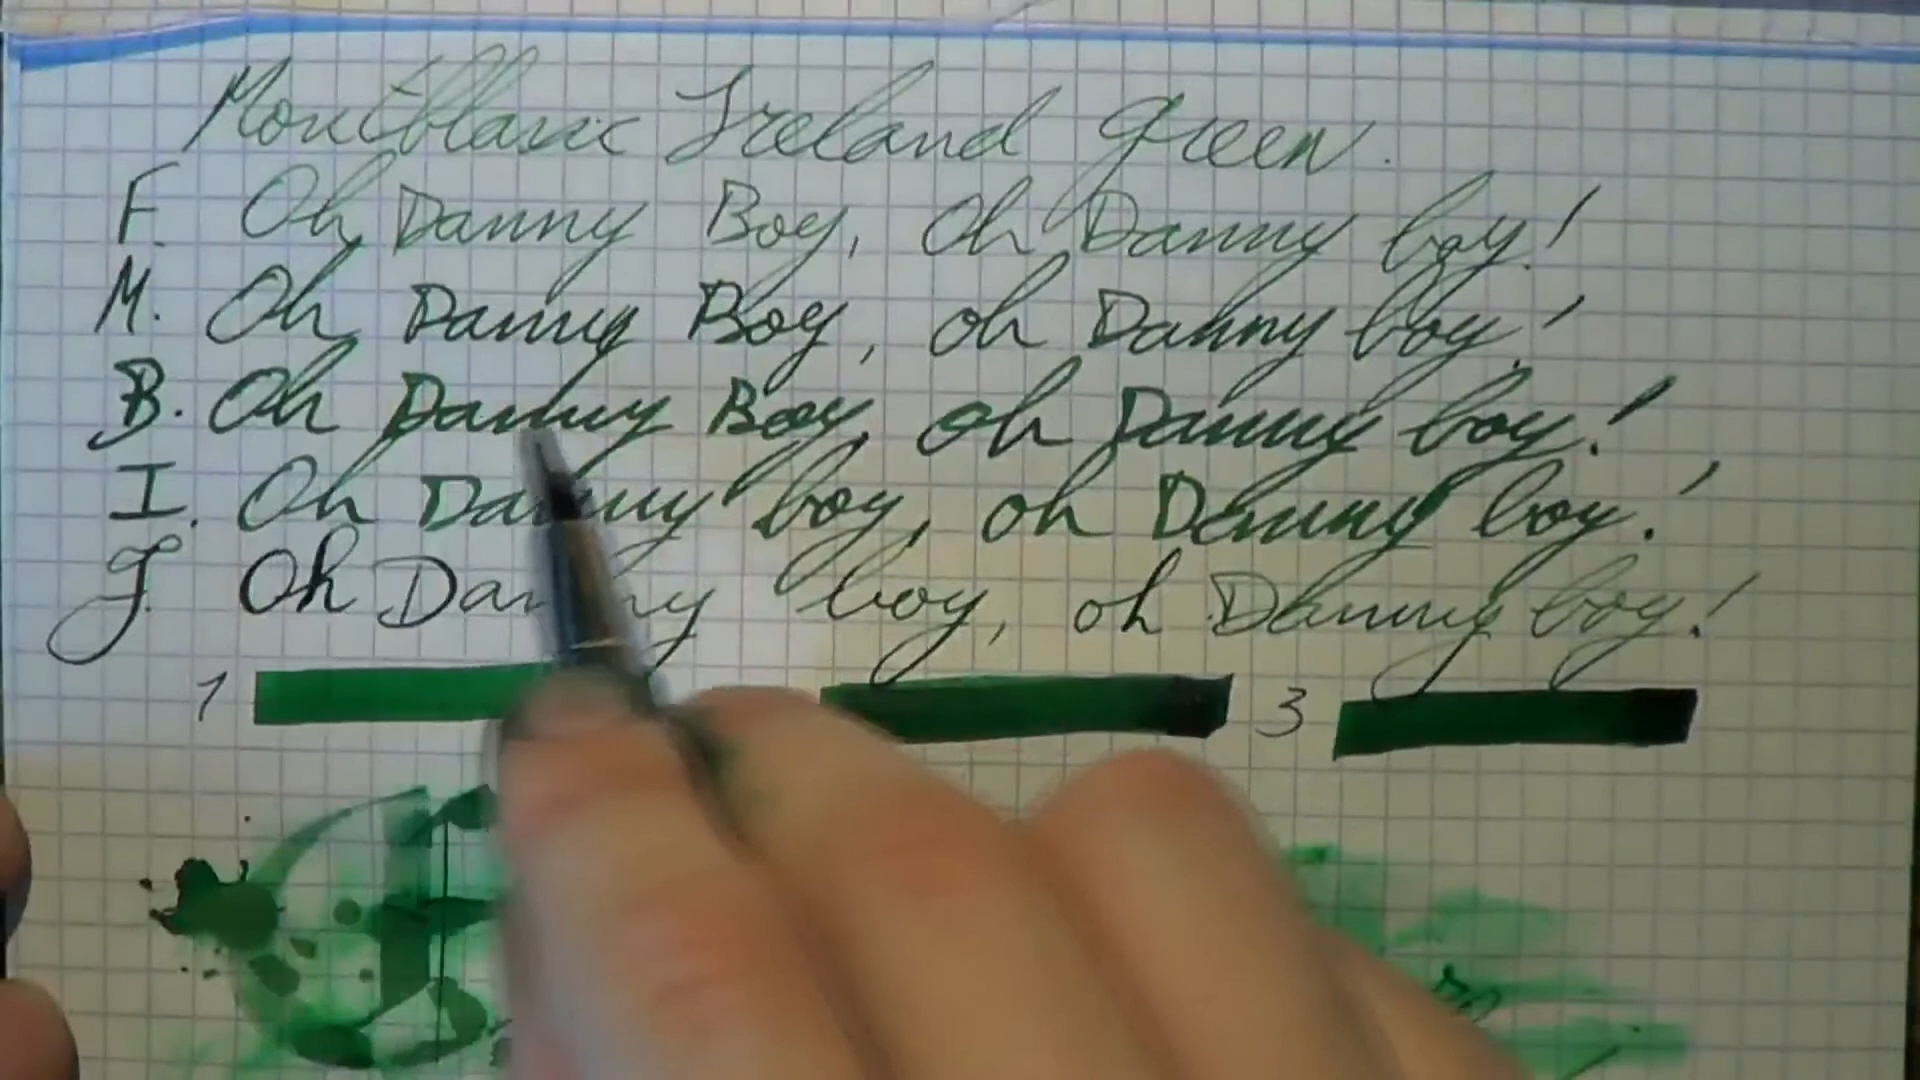 Montblanc Ireland Green.
F. Oh Danny Boy, Oh Danny boy!
M. Oh Danny Boy, oh Danny boy!
B. Oh Danny Boy, oh Danny boy!
I. Oh Danny boy, oh Danny boy!
J. Oh Danny boy, oh Danny boy!
1 3